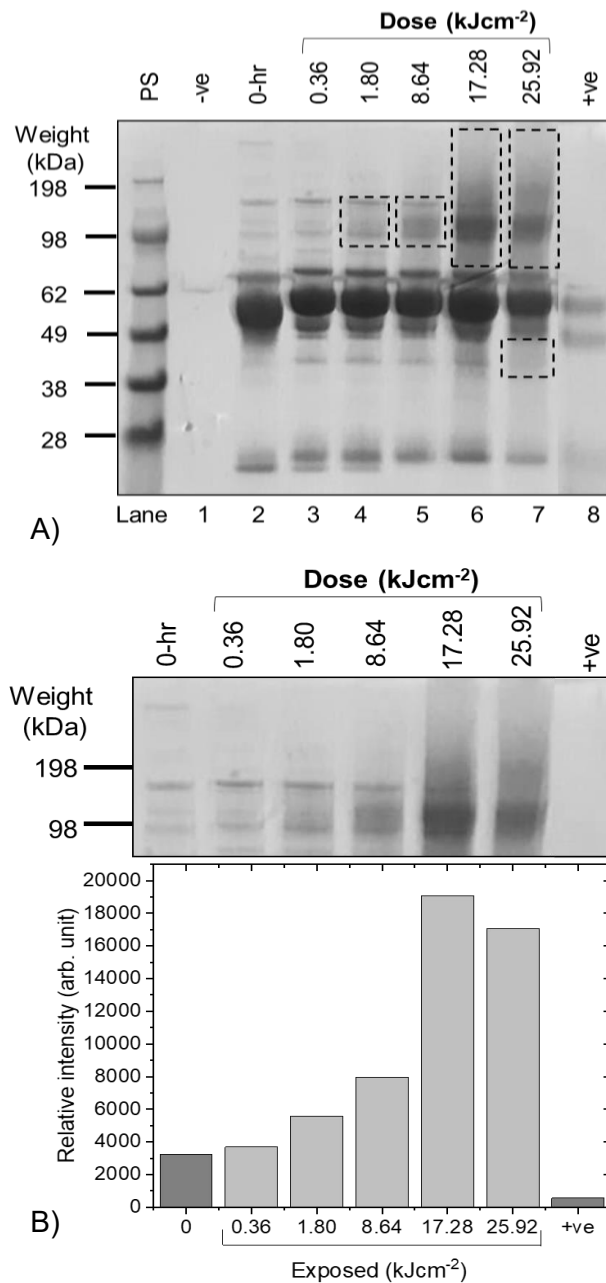 Dose (kJcm-2)
PS -ve 0-hr 0.36 1.80 8.64 17.28 25.92 +ve
Weight
(kDa)
198
98
62
49
38
28
Lane 1 2 3 4 5 6 7 8
A)
Dose (kJcm-2)
0-hr 0.36 1.80 8.64 17.28 25.92 +ve
Weight
(kDa)
198
98
20000
18000
16000
14000
12000
10000
8000
6000
4000
2000
0
Relative intensity (arb. unit)
0 0.36 1.80 8.64 17.28 25.92 +ve
B)
Exposed (kJcm-2)